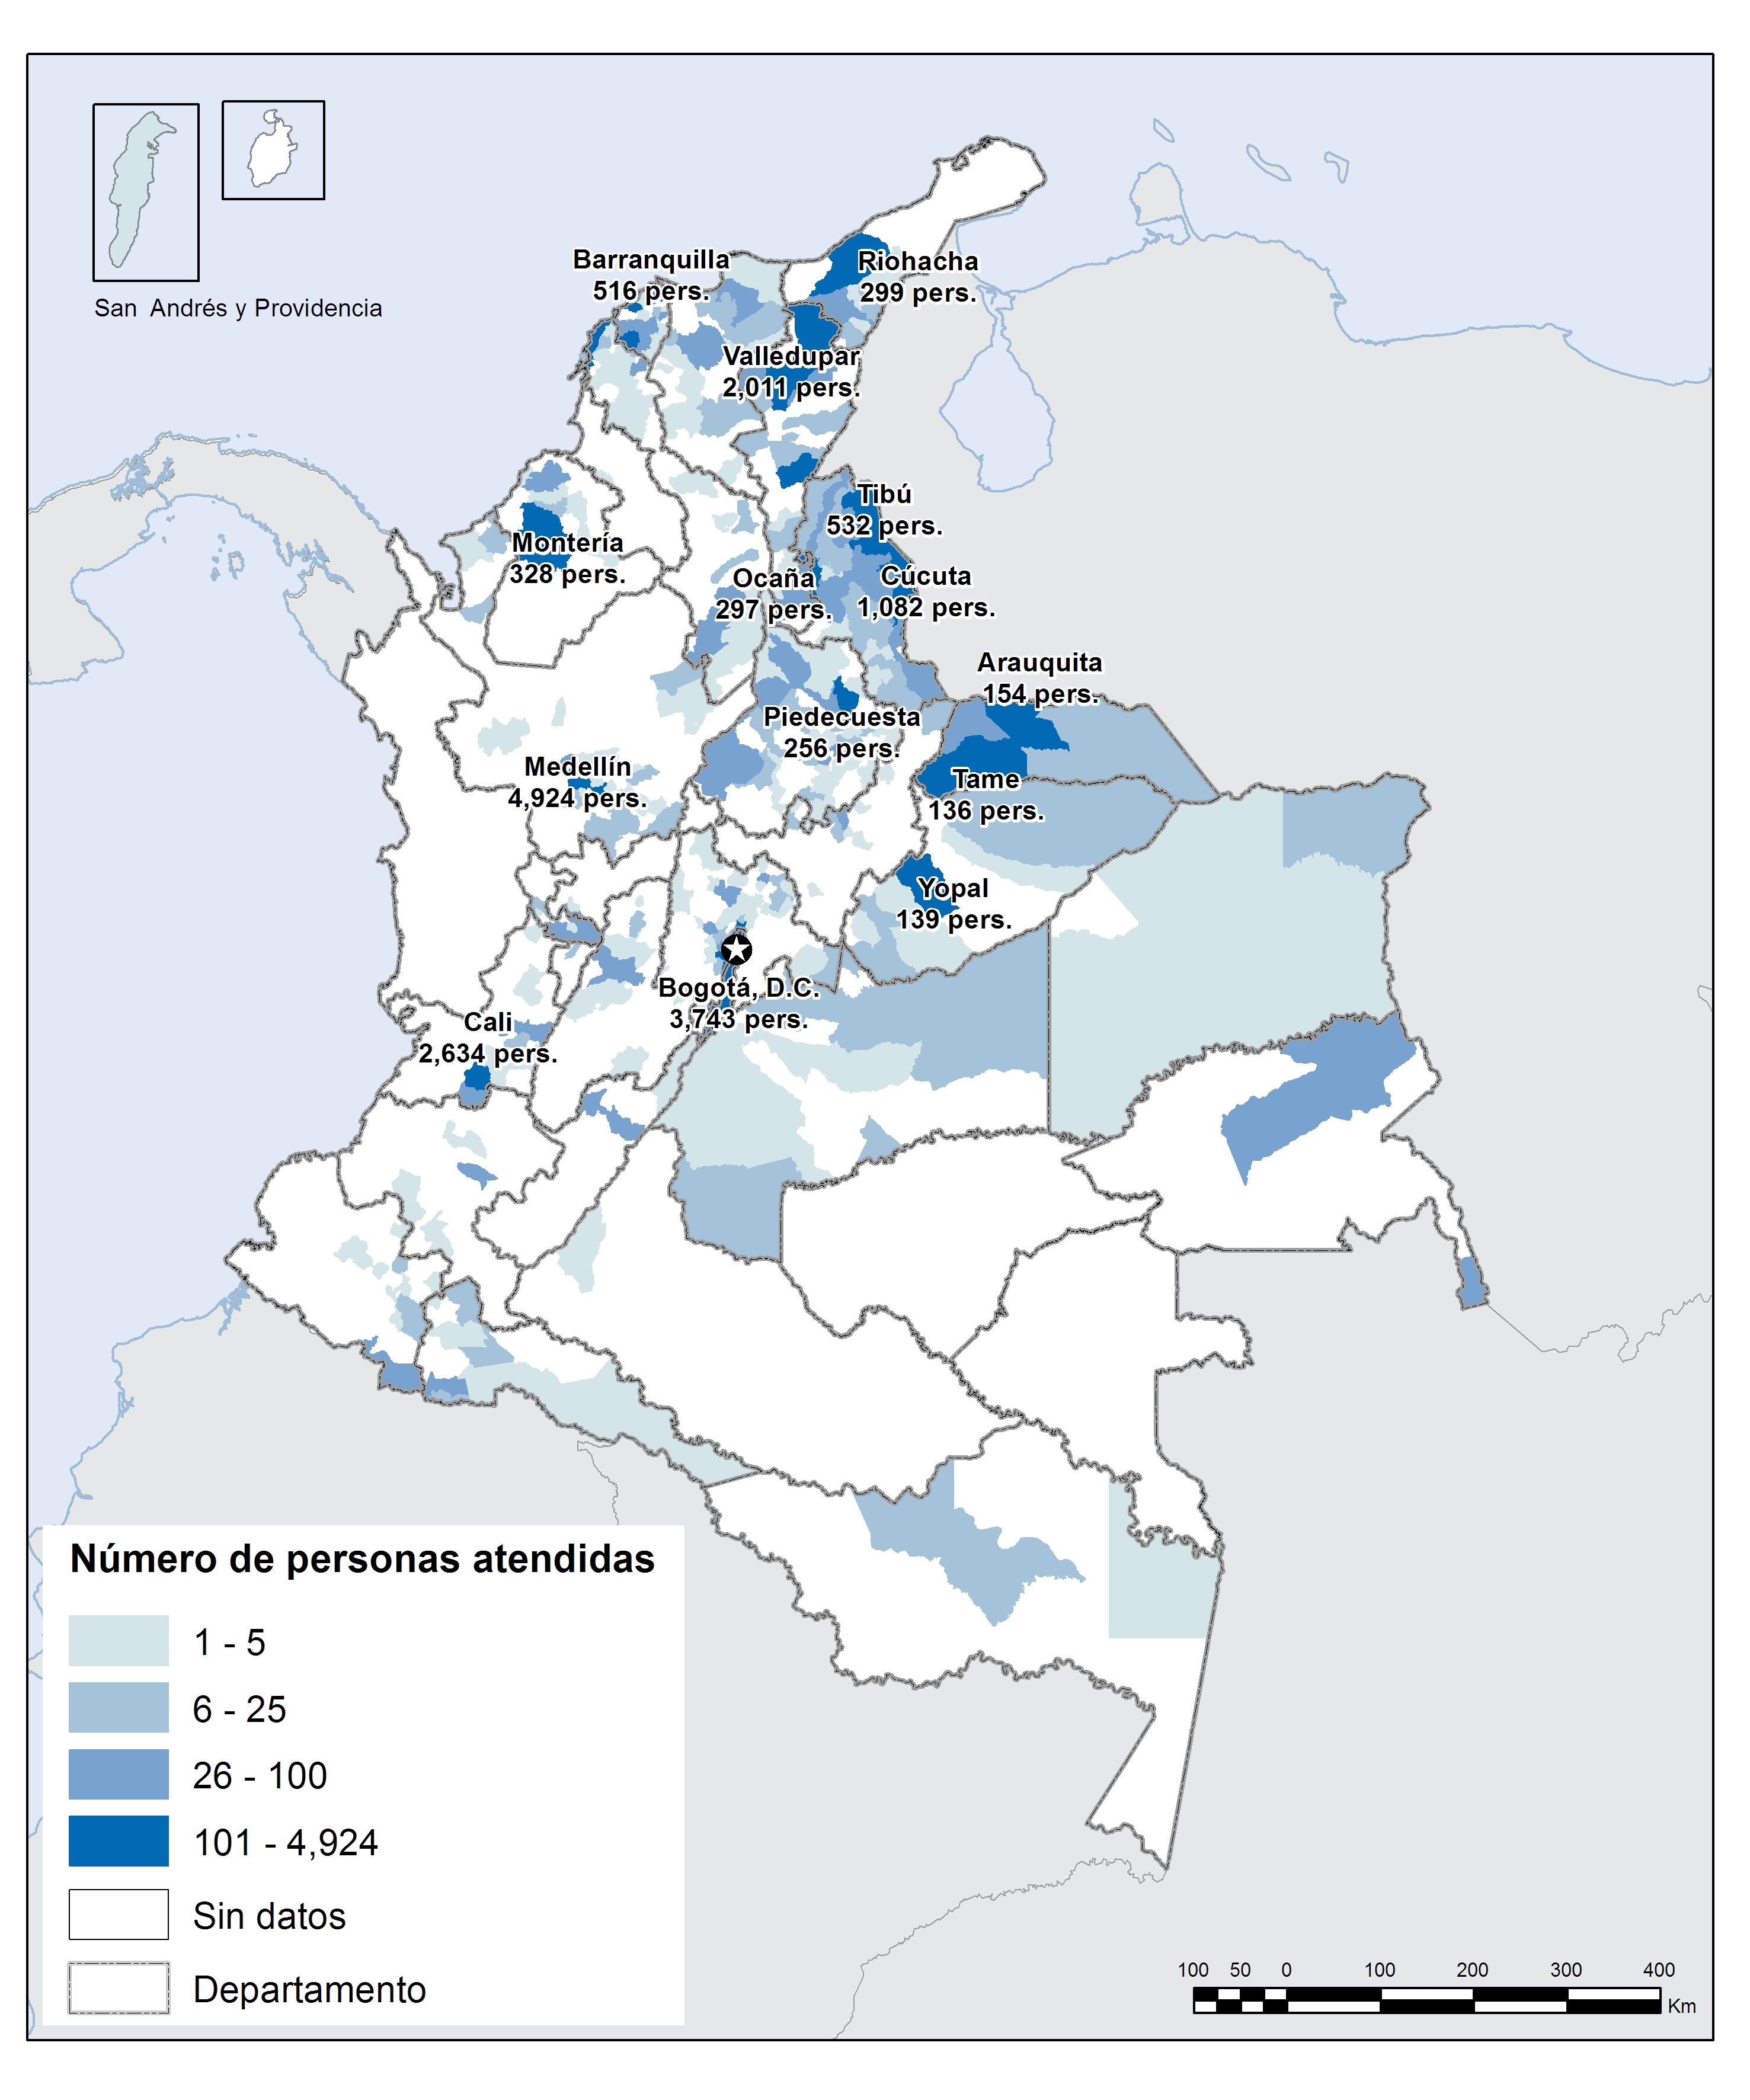 San Andrés y Providencia
Barranquilla
516 pers.
Riohacha
299 pers.
Valledupar
2,011 pers.
Tibú
532 pers.
Montería
328 pers.
Ocaña
297 pers.
Cúcuta
1,082 pers.
Arauquita
154 pers.
Piedecuesta
256 pers.
Medellín
4,924 pers.
Tame
136 pers.
Yopal
139 pers.
Bogotá, D.C.
3,743 pers.
Cali
2,634 pers.
Número de personas atendidas
1 - 5
6 - 25
26 - 100
101 - 4,924
Sin datos
Departamento
100 50 0 100 200 300 400
Km